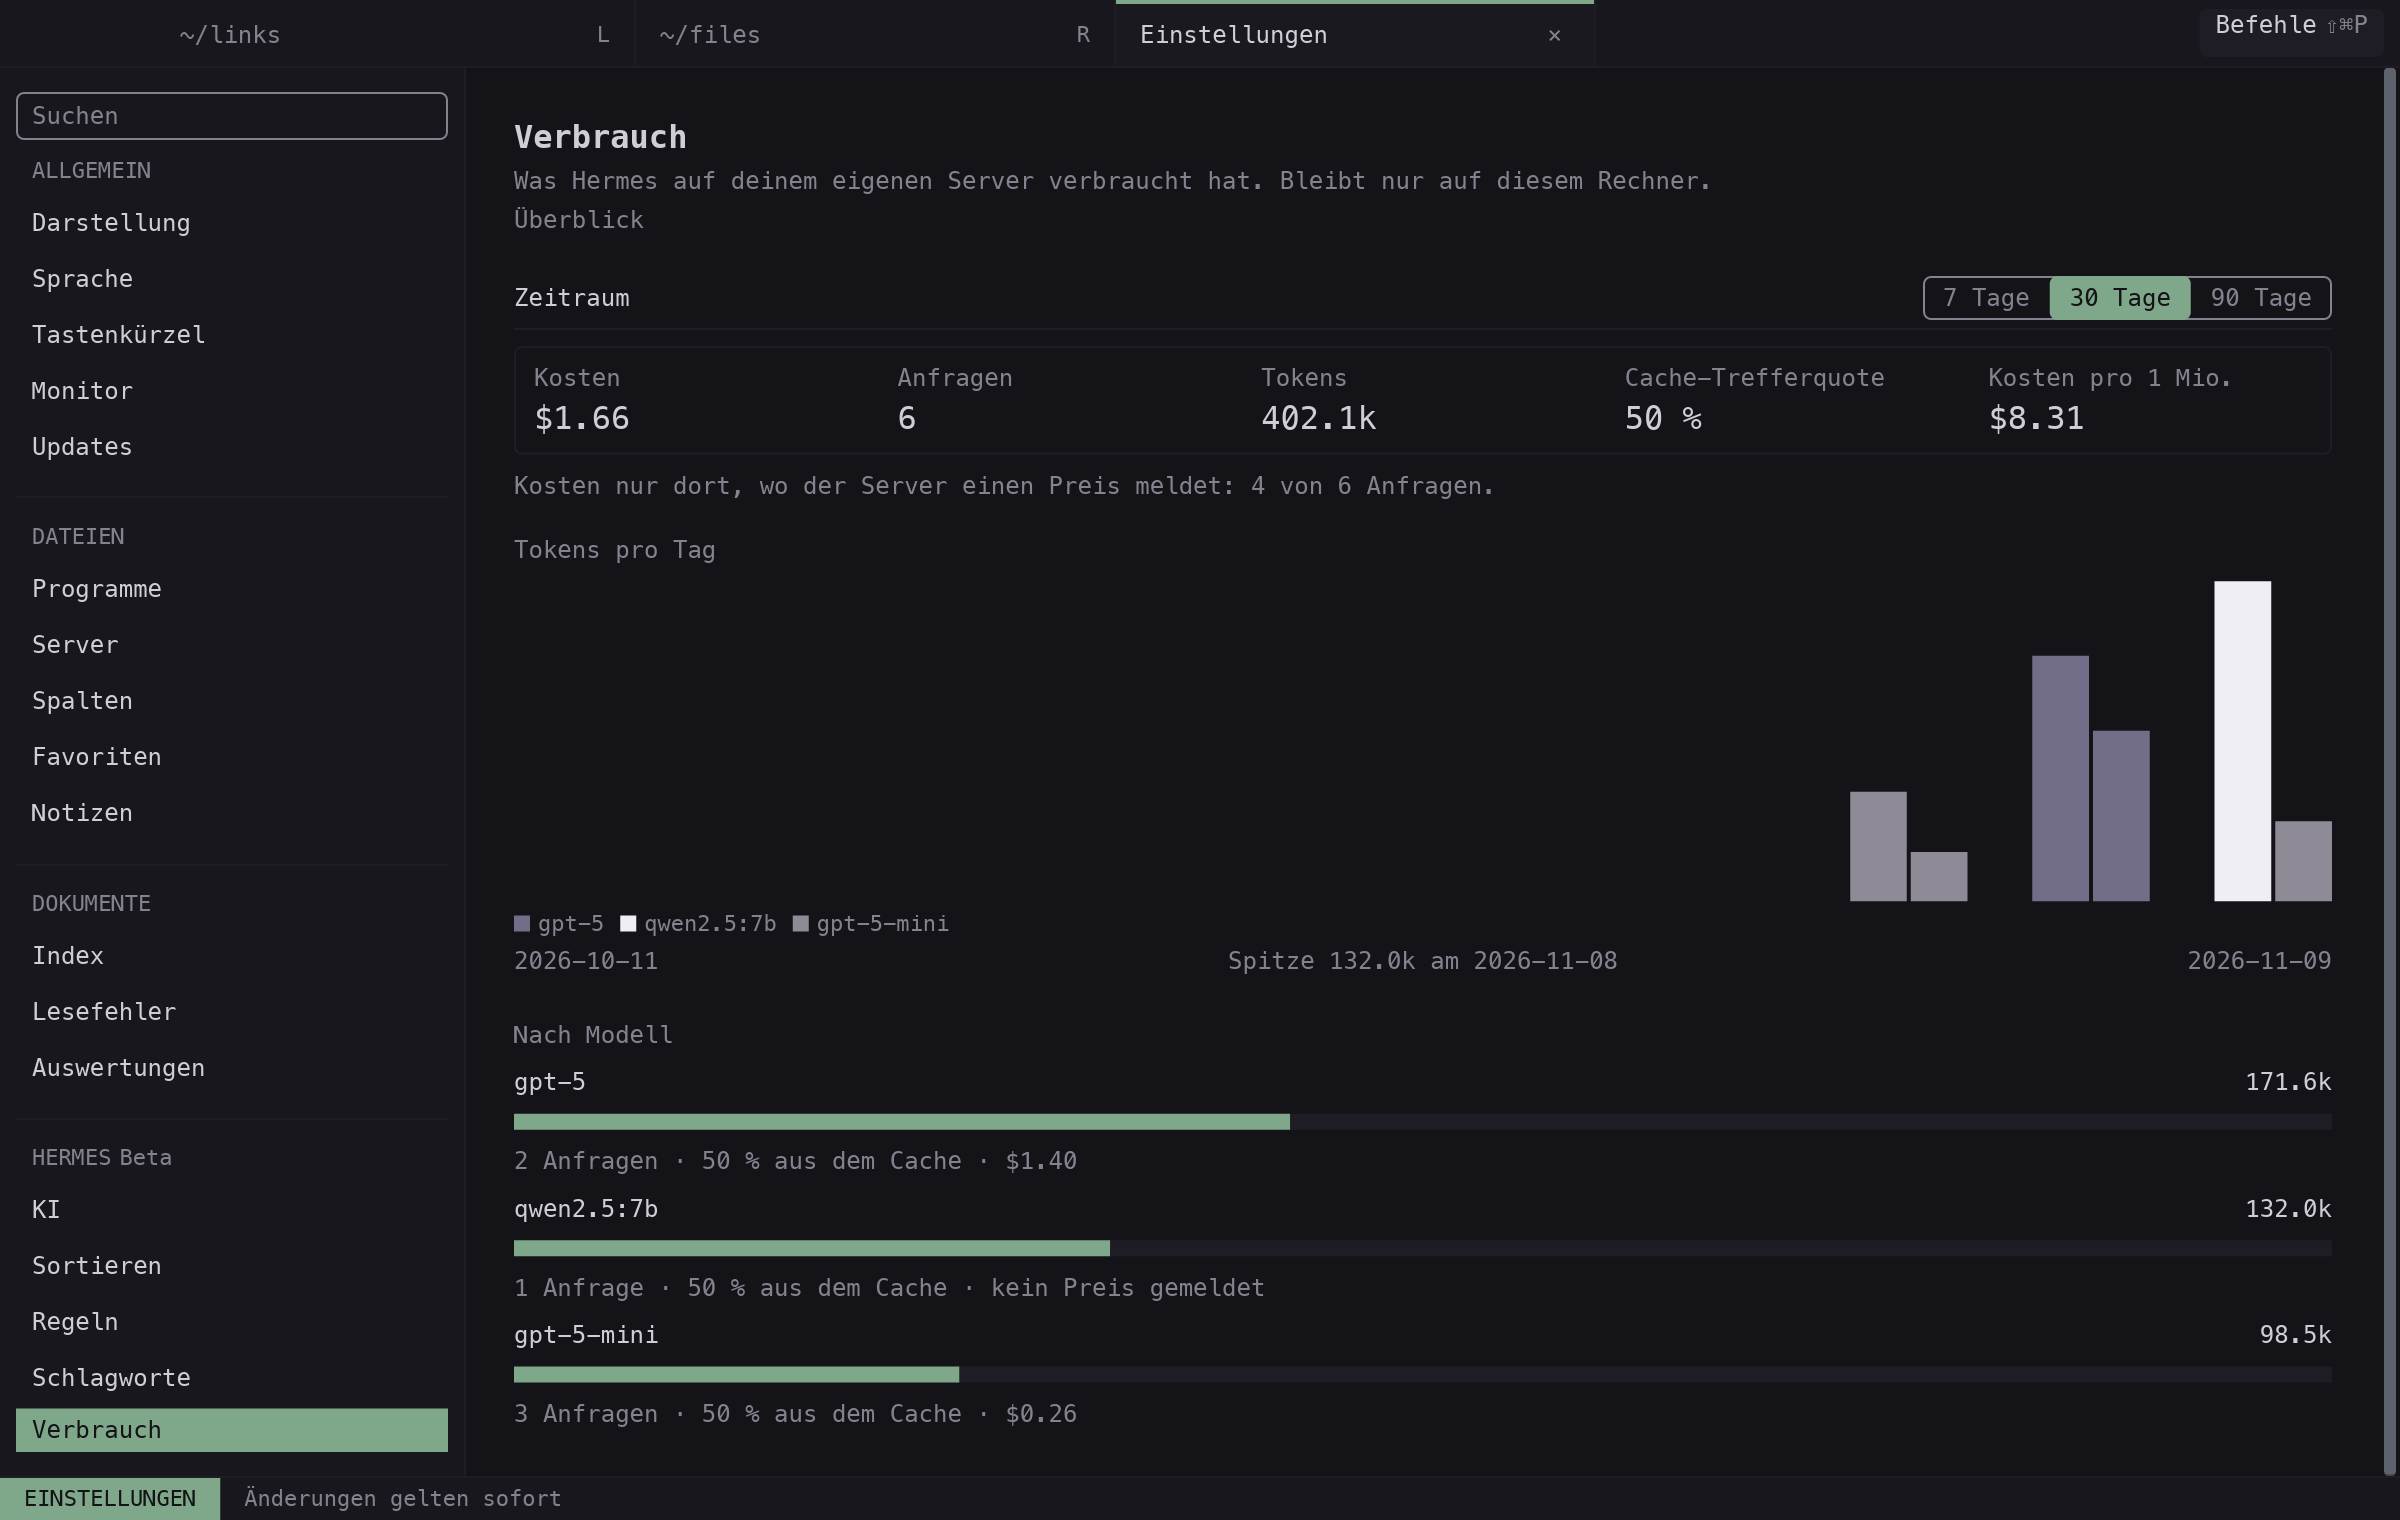 ~/links L ~/files R Einstellungen × Befehle ⇧⌘P
Suchen
ALLGEMEIN
Darstellung
Sprache
Tastenkürzel
Monitor
Updates
DATEIEN
Programme
Server
Spalten
Favoriten
Notizen
DOKUMENTE
Index
Lesefehler
Auswertungen
HERMES Beta
KI
Sortieren
Regeln
Schlagworte
Verbrauch
Verbrauch
Was Hermes auf deinem eigenen Server verbraucht hat. Bleibt nur auf diesem Rechner.
Überblick
Zeitraum 7 Tage 30 Tage 90 Tage
Kosten Anfragen Tokens Cache-Trefferquote Kosten pro 1 Mio.
$1.66 6 402.1k 50 % $8.31
Kosten nur dort, wo der Server einen Preis meldet: 4 von 6 Anfragen.
Tokens pro Tag
gpt-5 qwen2.5:7b gpt-5-mini
2026-10-11 Spitze 132.0k am 2026-11-08 2026-11-09
Nach Modell
gpt-5 171.6k
2 Anfragen · 50 % aus dem Cache · $1.40
qwen2.5:7b 132.0k
1 Anfrage · 50 % aus dem Cache · kein Preis gemeldet
gpt-5-mini 98.5k
3 Anfragen · 50 % aus dem Cache · $0.26
EINSTELLUNGEN Änderungen gelten sofort